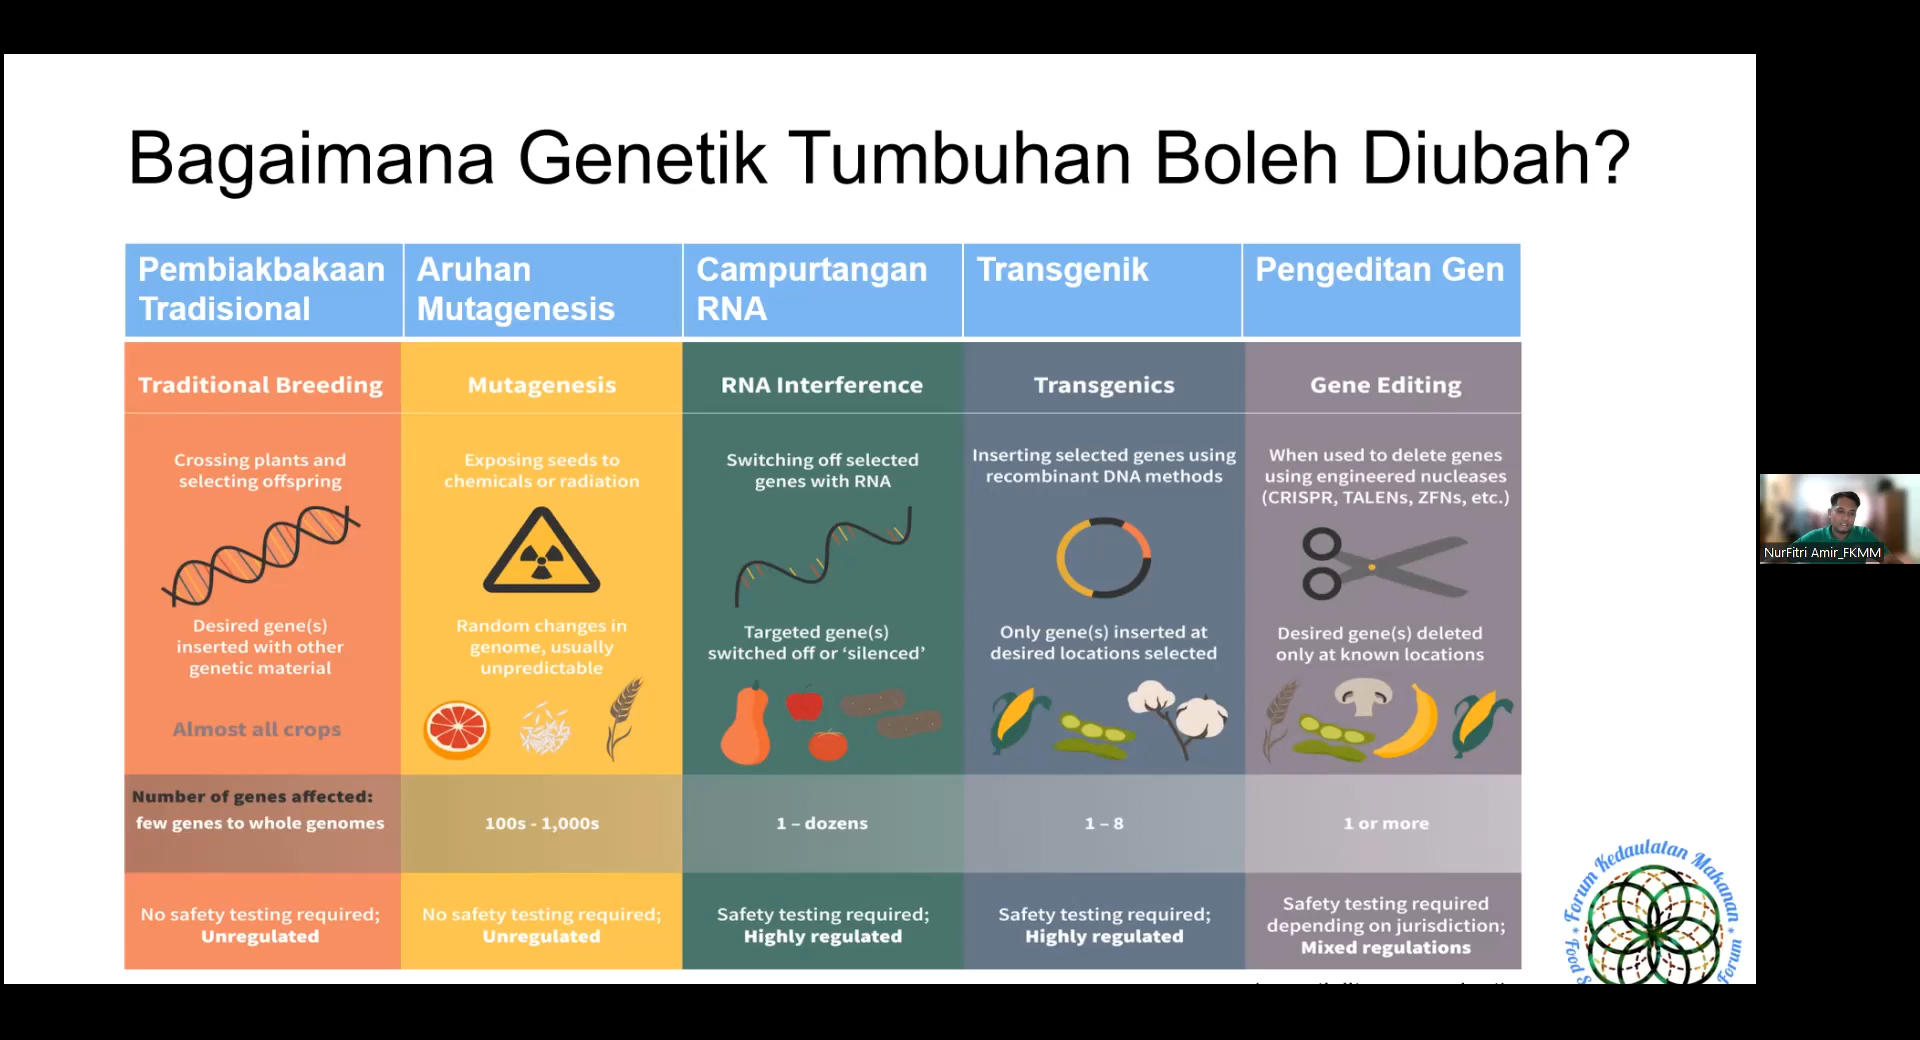 Bagaimana Genetik Tumbuhan Boleh Diubah?
Pembiakbakaan
Tradisional
Aruhan
Mutagenesis
Campurtangan
RNA
Transgenik
Pengeditan Gen
Traditional Breeding
Crossing plants and
selecting offspring
Desired gene(s)
inserted with other
genetic material
Almost all crops
Number of genes affected:
few genes to whole genomes
No safety testing required;
Unregulated
Mutagenesis
Exposing seeds to
chemicals or radiation
Random changes in
genome, usually
unpredictable
100s - 1,000s
No safety testing required;
Unregulated
RNA Interference
Switching off selected
genes with RNA
Targeted gene(s)
switched off or ‘silenced’
1 – dozens
Safety testing required;
Highly regulated
Transgenics
Inserting selected genes using
recombinant DNA methods
Only gene(s) inserted at
desired locations selected
1 – 8
Safety testing required;
Highly regulated
Gene Editing
When used to delete genes
using engineered nucleases
(CRISPR, TALENs, ZFNs, etc.)
Desired gene(s) deleted
only at known locations
1 or more
Safety testing required
depending on jurisdiction;
Mixed regulations
Forum Kedaulatan Makanan
Food
Forum
NurFitri Amir_FKMM